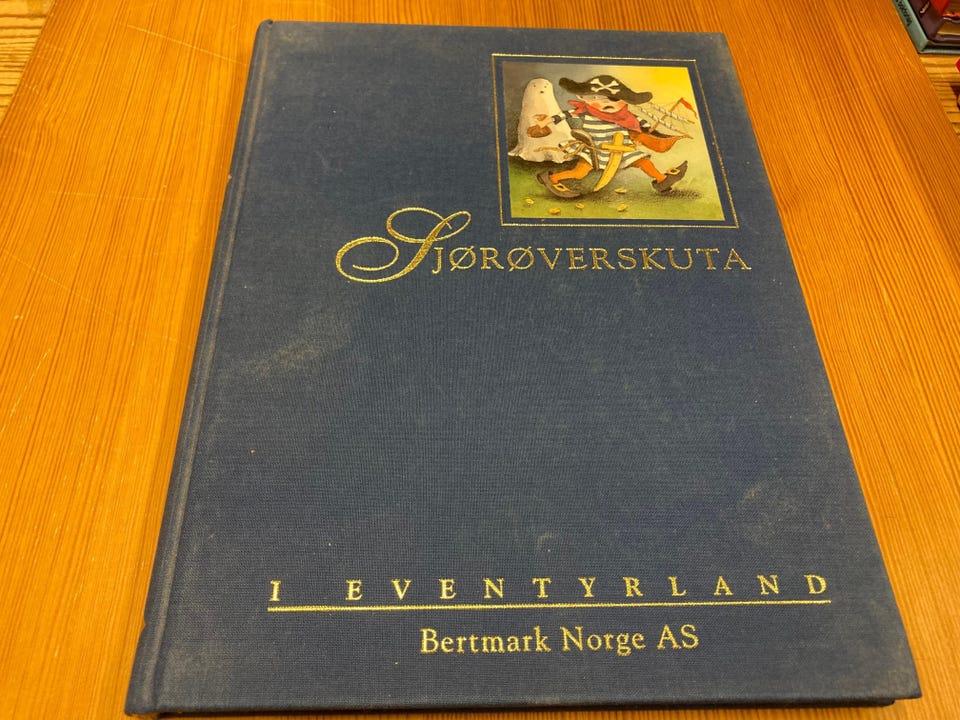 SJØRØVERSKUTA
I EVENTYRLAND
Bertmark Norge AS